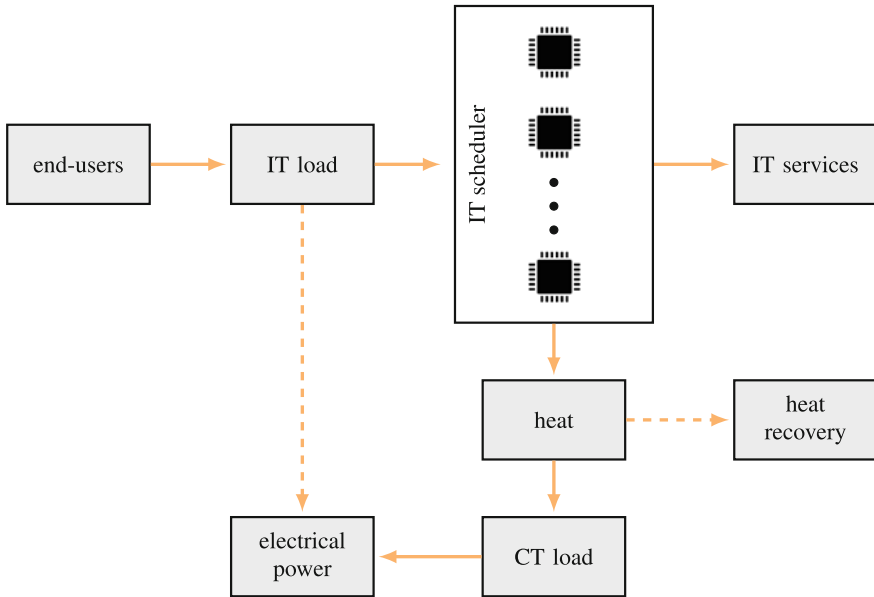 end-users
IT load
IT scheduler
IT services
heat
heat
recovery
electrical
power
CT load